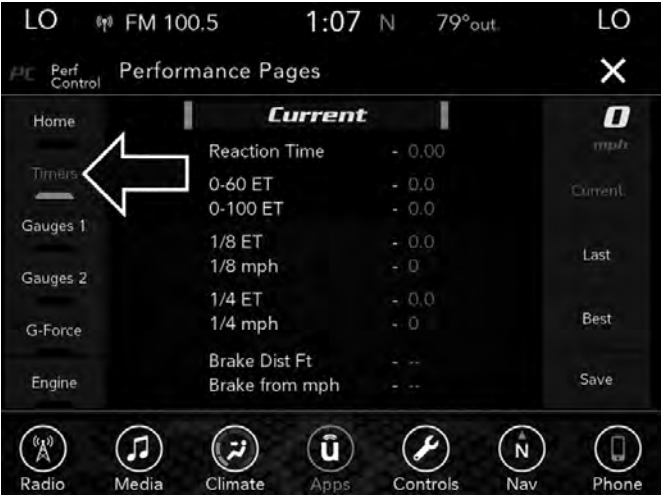 LO FM 100.5 1:07 N 79°out. LO
PC Perf Control Performance Pages X
Current
Home
Timers
Gauges 1
Gauges 2
G-Force
Engine
Reaction Time - 0.00
0-60 ET - 0.0
0-100 ET - 0.0
1/8 ET - 0.0
1/8 mph - 0
1/4 ET - 0.0
1/4 mph - 0
Brake Dist Ft - --
Brake from mph - --
0
mph
Current
Last
Best
Save
û N
Radio Media Climate Apps Controls Nav Phone